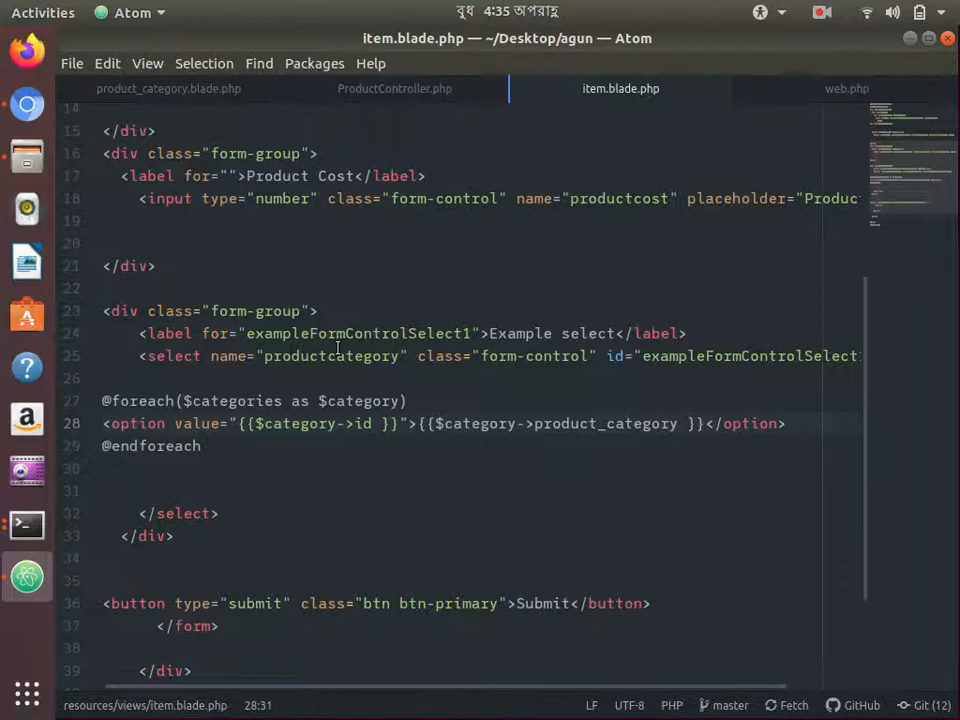 Activities Atom বুধ 4:35 অপরাহ্ণ
item.blade.php — ~/Desktop/agun — Atom
File Edit View Selection Find Packages Help
product_category.blade.php ProductController.php item.blade.php web.php
14
15 </div>
16 <div class="form-group">
17 <label for="">Product Cost</label>
18 <input type="number" class="form-control" name="productcost" placeholder="Produc
19
20
21 </div>
22
23 <div class="form-group">
24 <label for="exampleFormControlSelect1">Example select</label>
25 <select name="productcategory" class="form-control" id="exampleFormControlSelect1
26
27 @foreach($categories as $category)
28 <option value="{{$category->id }}">{{$category->product_category }}</option>
29 @endforeach
30
31
32 </select>
33 </div>
34
35
36 <button type="submit" class="btn btn-primary">Submit</button>
37 </form>
38
39 </div>
resources/views/item.blade.php 28:31 LF UTF-8 PHP master Fetch GitHub Git (12)